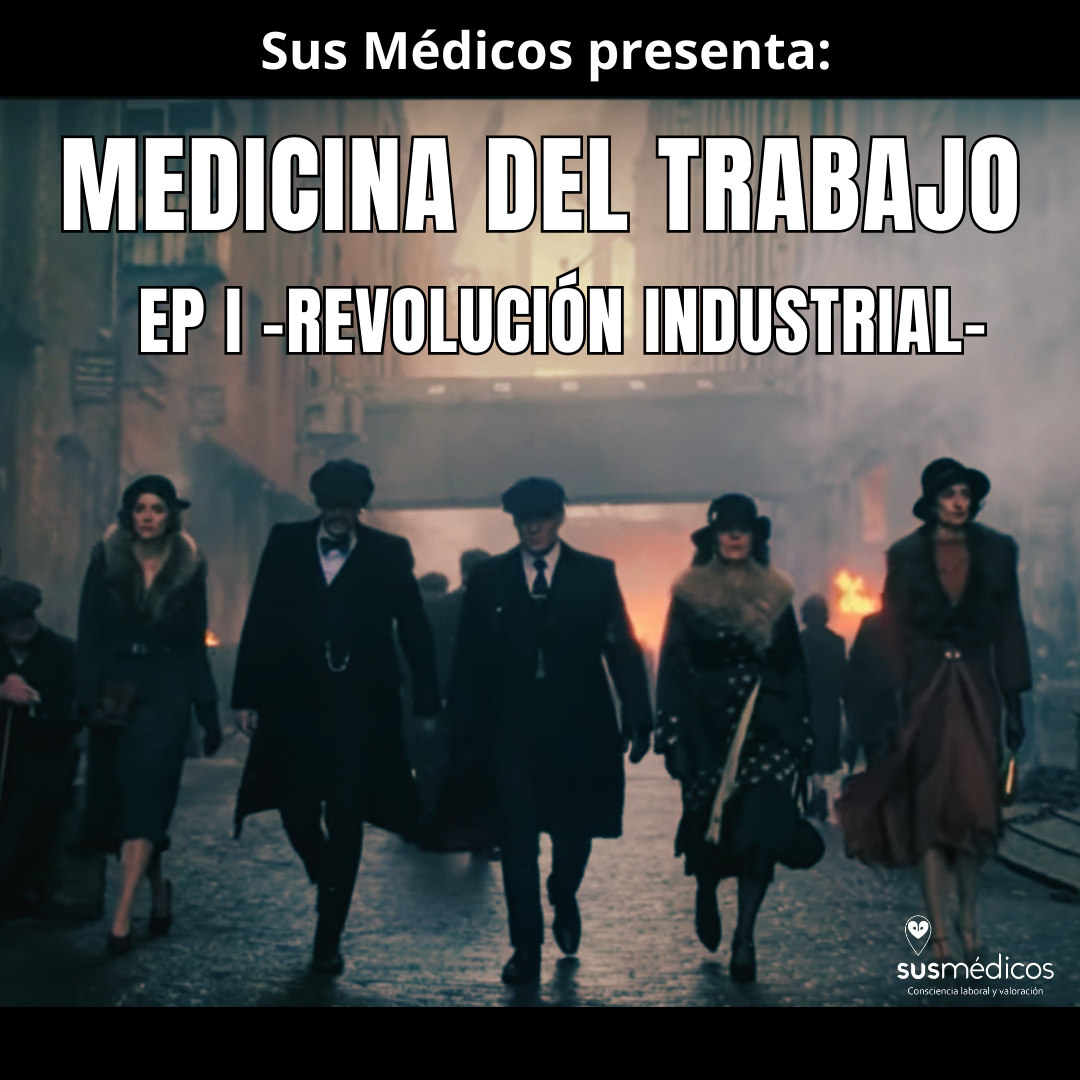 Sus Médicos presenta:
MEDICINA DEL TRABAJO
EP I -REVOLUCIÓN INDUSTRIAL-
susmédicos
Consciencia laboral y valoración